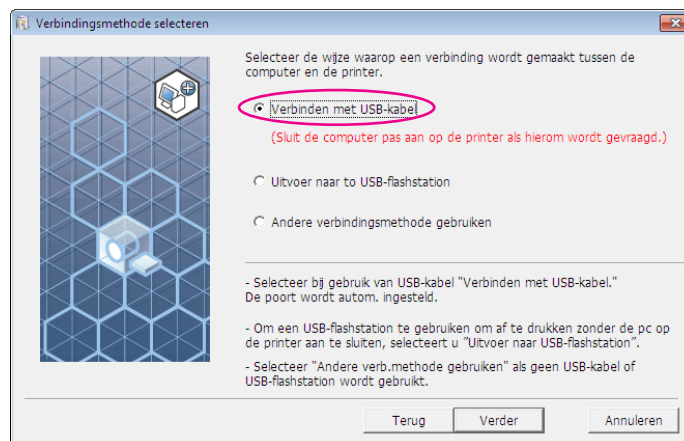 Verbindingsmethode selecteren
Selecteer de wijze waarop een verbinding wordt gemaakt tussen de
computer en de printer.
Verbinden met USB-kabel
(Sluit de computer pas aan op de printer als hierom wordt gevraagd.)
Uitvoer naar to USB-flashstation
Andere verbindingsmethode gebruiken
- Selecteer bij gebruik van USB-kabel "Verbinden met USB-kabel."
De poort wordt autom. ingesteld.
- Om een USB-flashstation te gebruiken om af te drukken zonder de pc op
de printer aan te sluiten, selecteert u "Uitvoer naar USB-flashstation".
- Selecteer "Andere verb.methode gebruiken" als geen USB-kabel of
USB-flashstation wordt gebruikt.
Terug
Verder
Annuleren